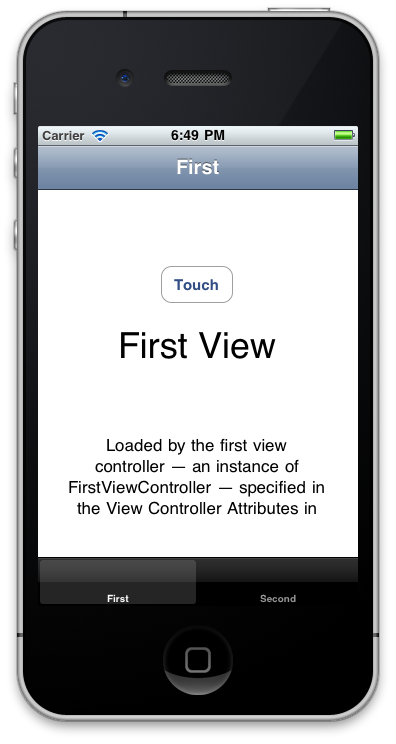 Carrier 6:49 PM
First
Touch
First View
Loaded by the first view
controller — an instance of
FirstViewController — specified in
the View Controller Attributes in
First Second